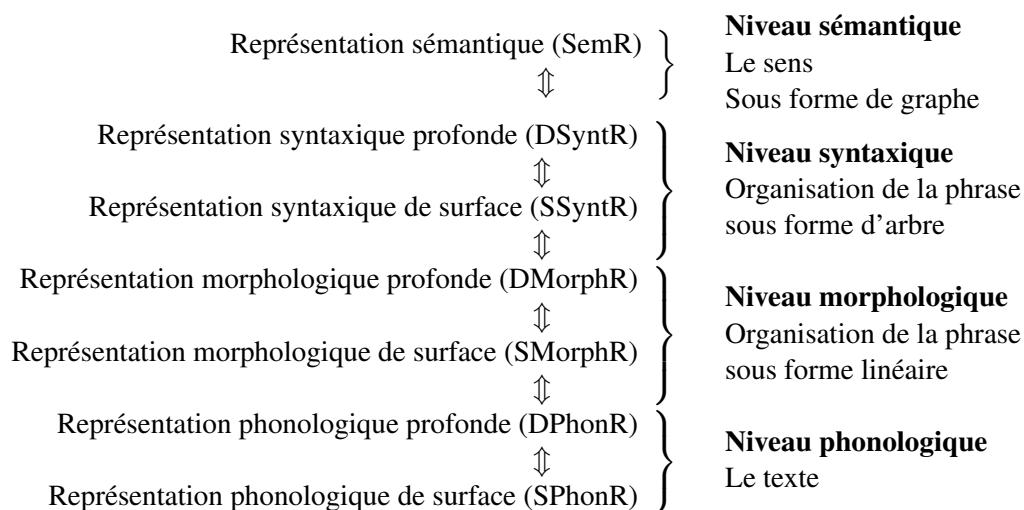 Représentation sémantique (SemR)
⇕
Représentation syntaxique profonde (DSyntR)
⇕
Représentation syntaxique de surface (SSyntR)
⇕
Représentation morphologique profonde (DMorphR)
⇕
Représentation morphologique de surface (SMorphR)
⇕
Représentation phonologique profonde (DPhonR)
⇕
Représentation phonologique de surface (SPhonR)
Niveau sémantique
Le sens
Sous forme de graphe
Niveau syntaxique
Organisation de la phrase
sous forme d'arbre
Niveau morphologique
Organisation de la phrase
sous forme linéaire
Niveau phonologique
Le texte